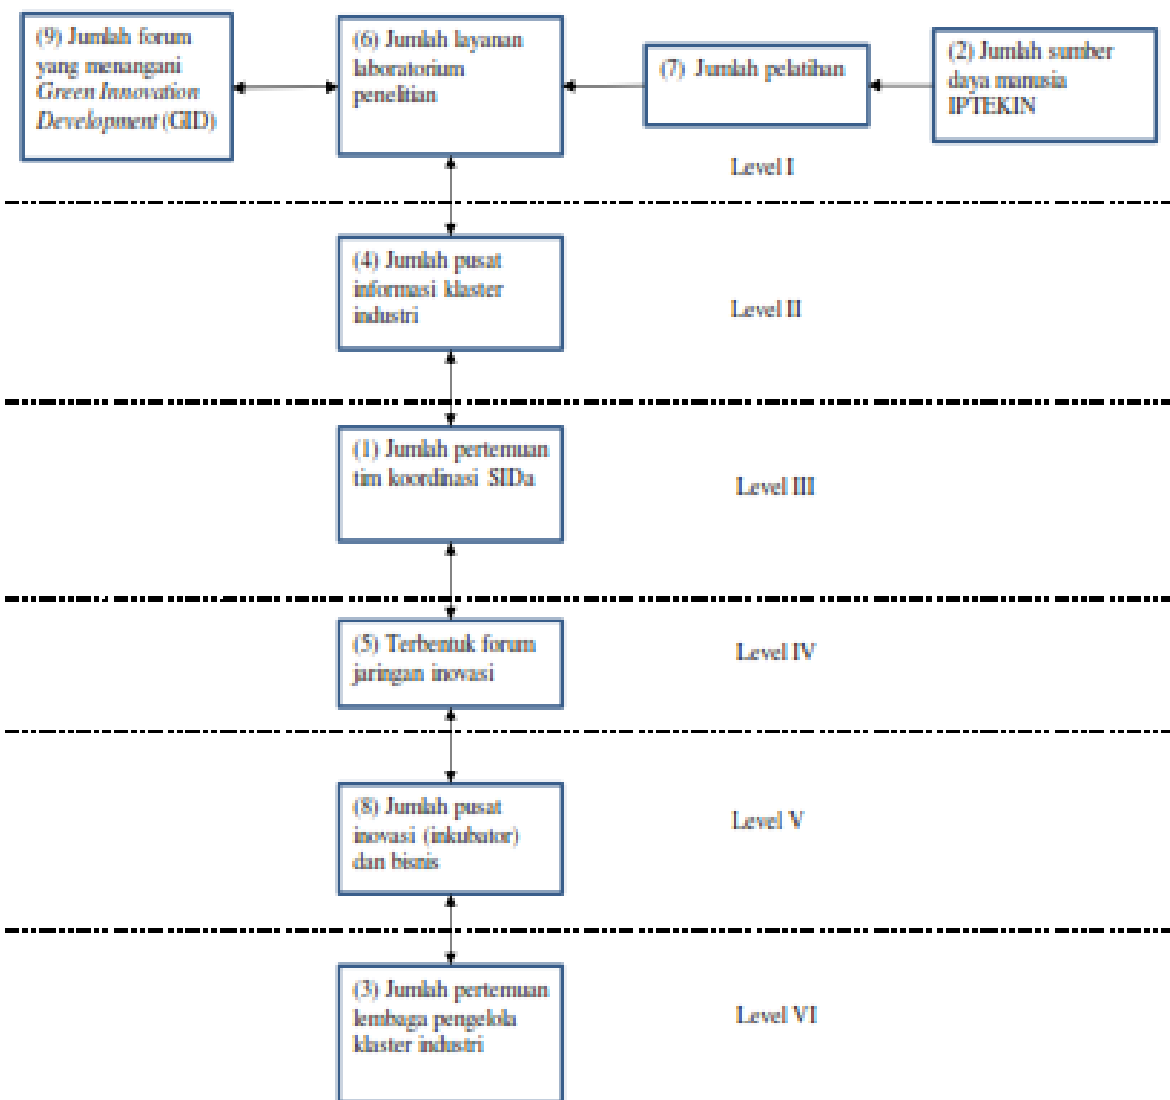 (9) Jumlah forum
yang menangani
Green Innovation
Development (GID)
(6) Jumlah layanan
laboratorium
penelitian
(7) Jumlah pelatihan
(2) Jumlah sumber
daya manusia
IPTEKIN
Level I
(4) Jumlah pusat
informasi klaster
industri
Level II
(1) Jumlah pertemuan
tim koordinasi SIDa
Level III
(5) Terbentuk forum
jaringan inovasi
Level IV
(8) Jumlah pusat
inovasi (inkubator)
dan bisnis
Level V
(3) Jumlah pertemuan
lembaga pengelola
klaster industri
Level VI